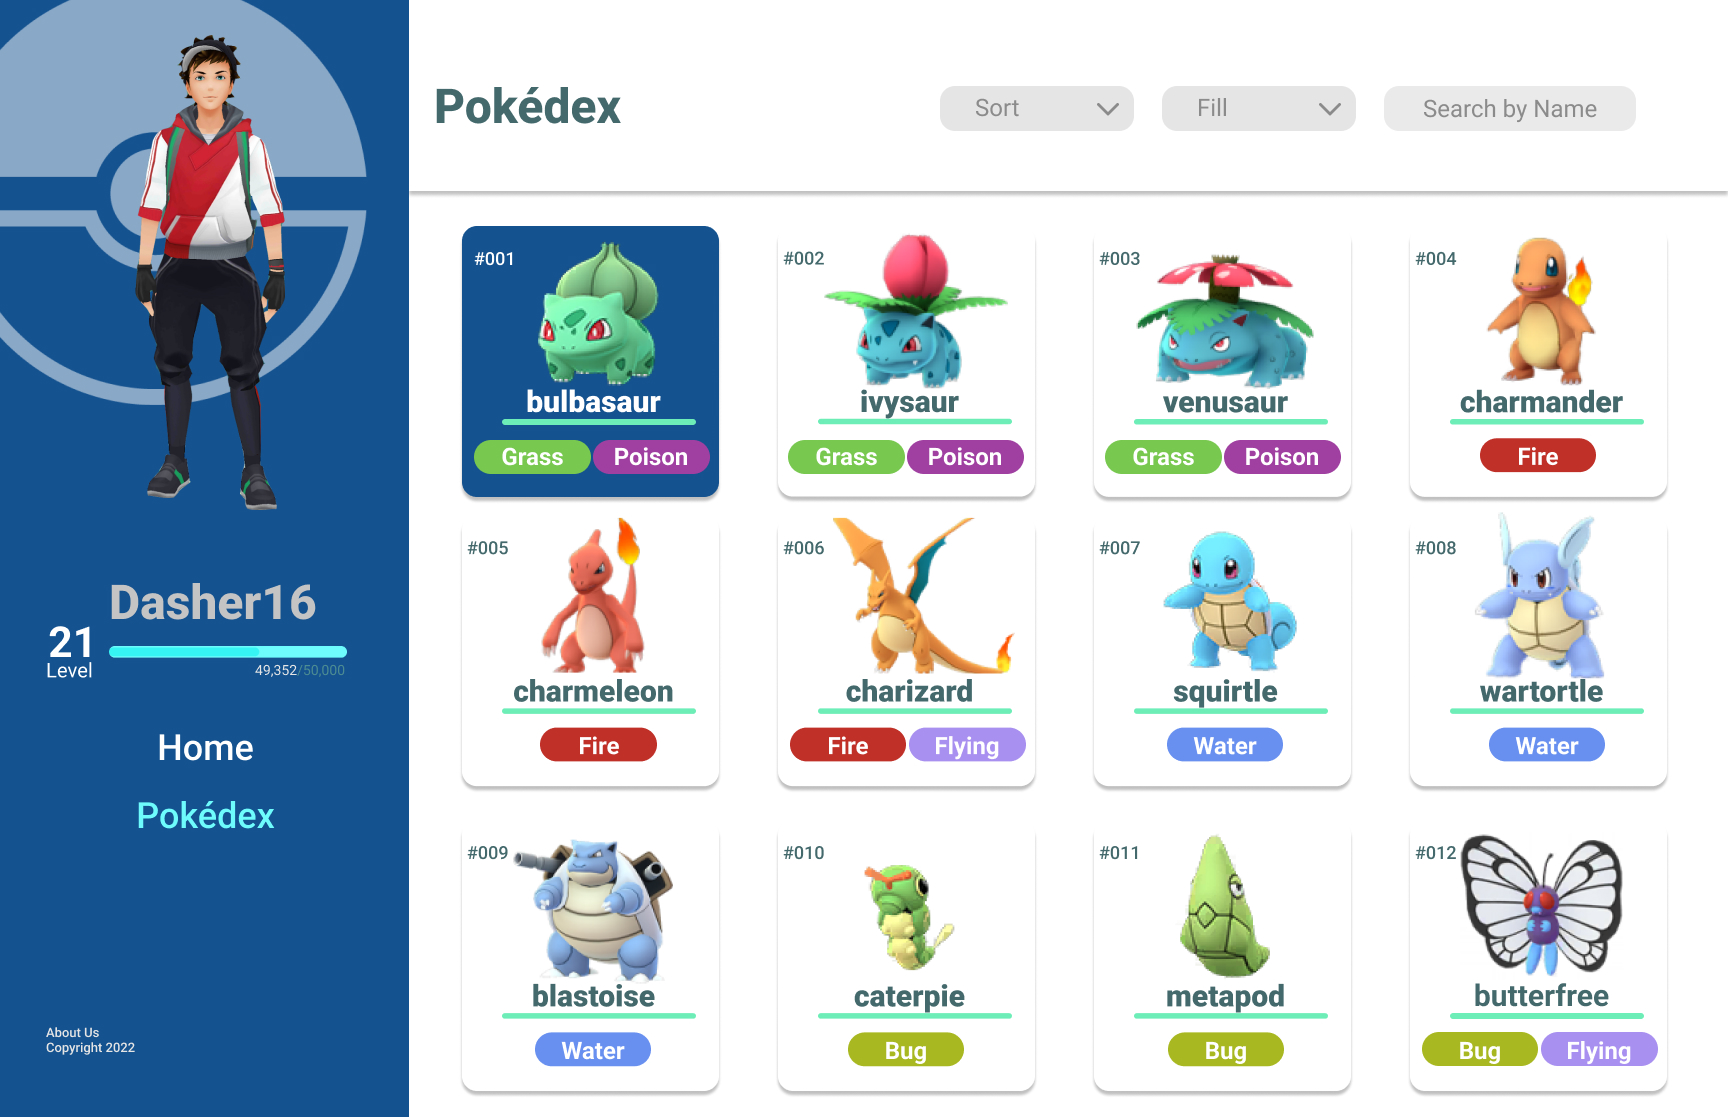 Dasher16
21
Level
49,352/50,000
Home
Pokédex
About Us
Copyright 2022
Pokédex
Sort
Fill
Search by Name
#001
bulbasaur
Grass Poison
#002
ivysaur
Grass Poison
#003
venusaur
Grass Poison
#004
charmander
Fire
#005
charmeleon
Fire
#006
charizard
Fire Flying
#007
squirtle
Water
#008
wartortle
Water
#009
blastoise
Water
#010
caterpie
Bug
#011
metapod
Bug
#012
butterfree
Bug Flying